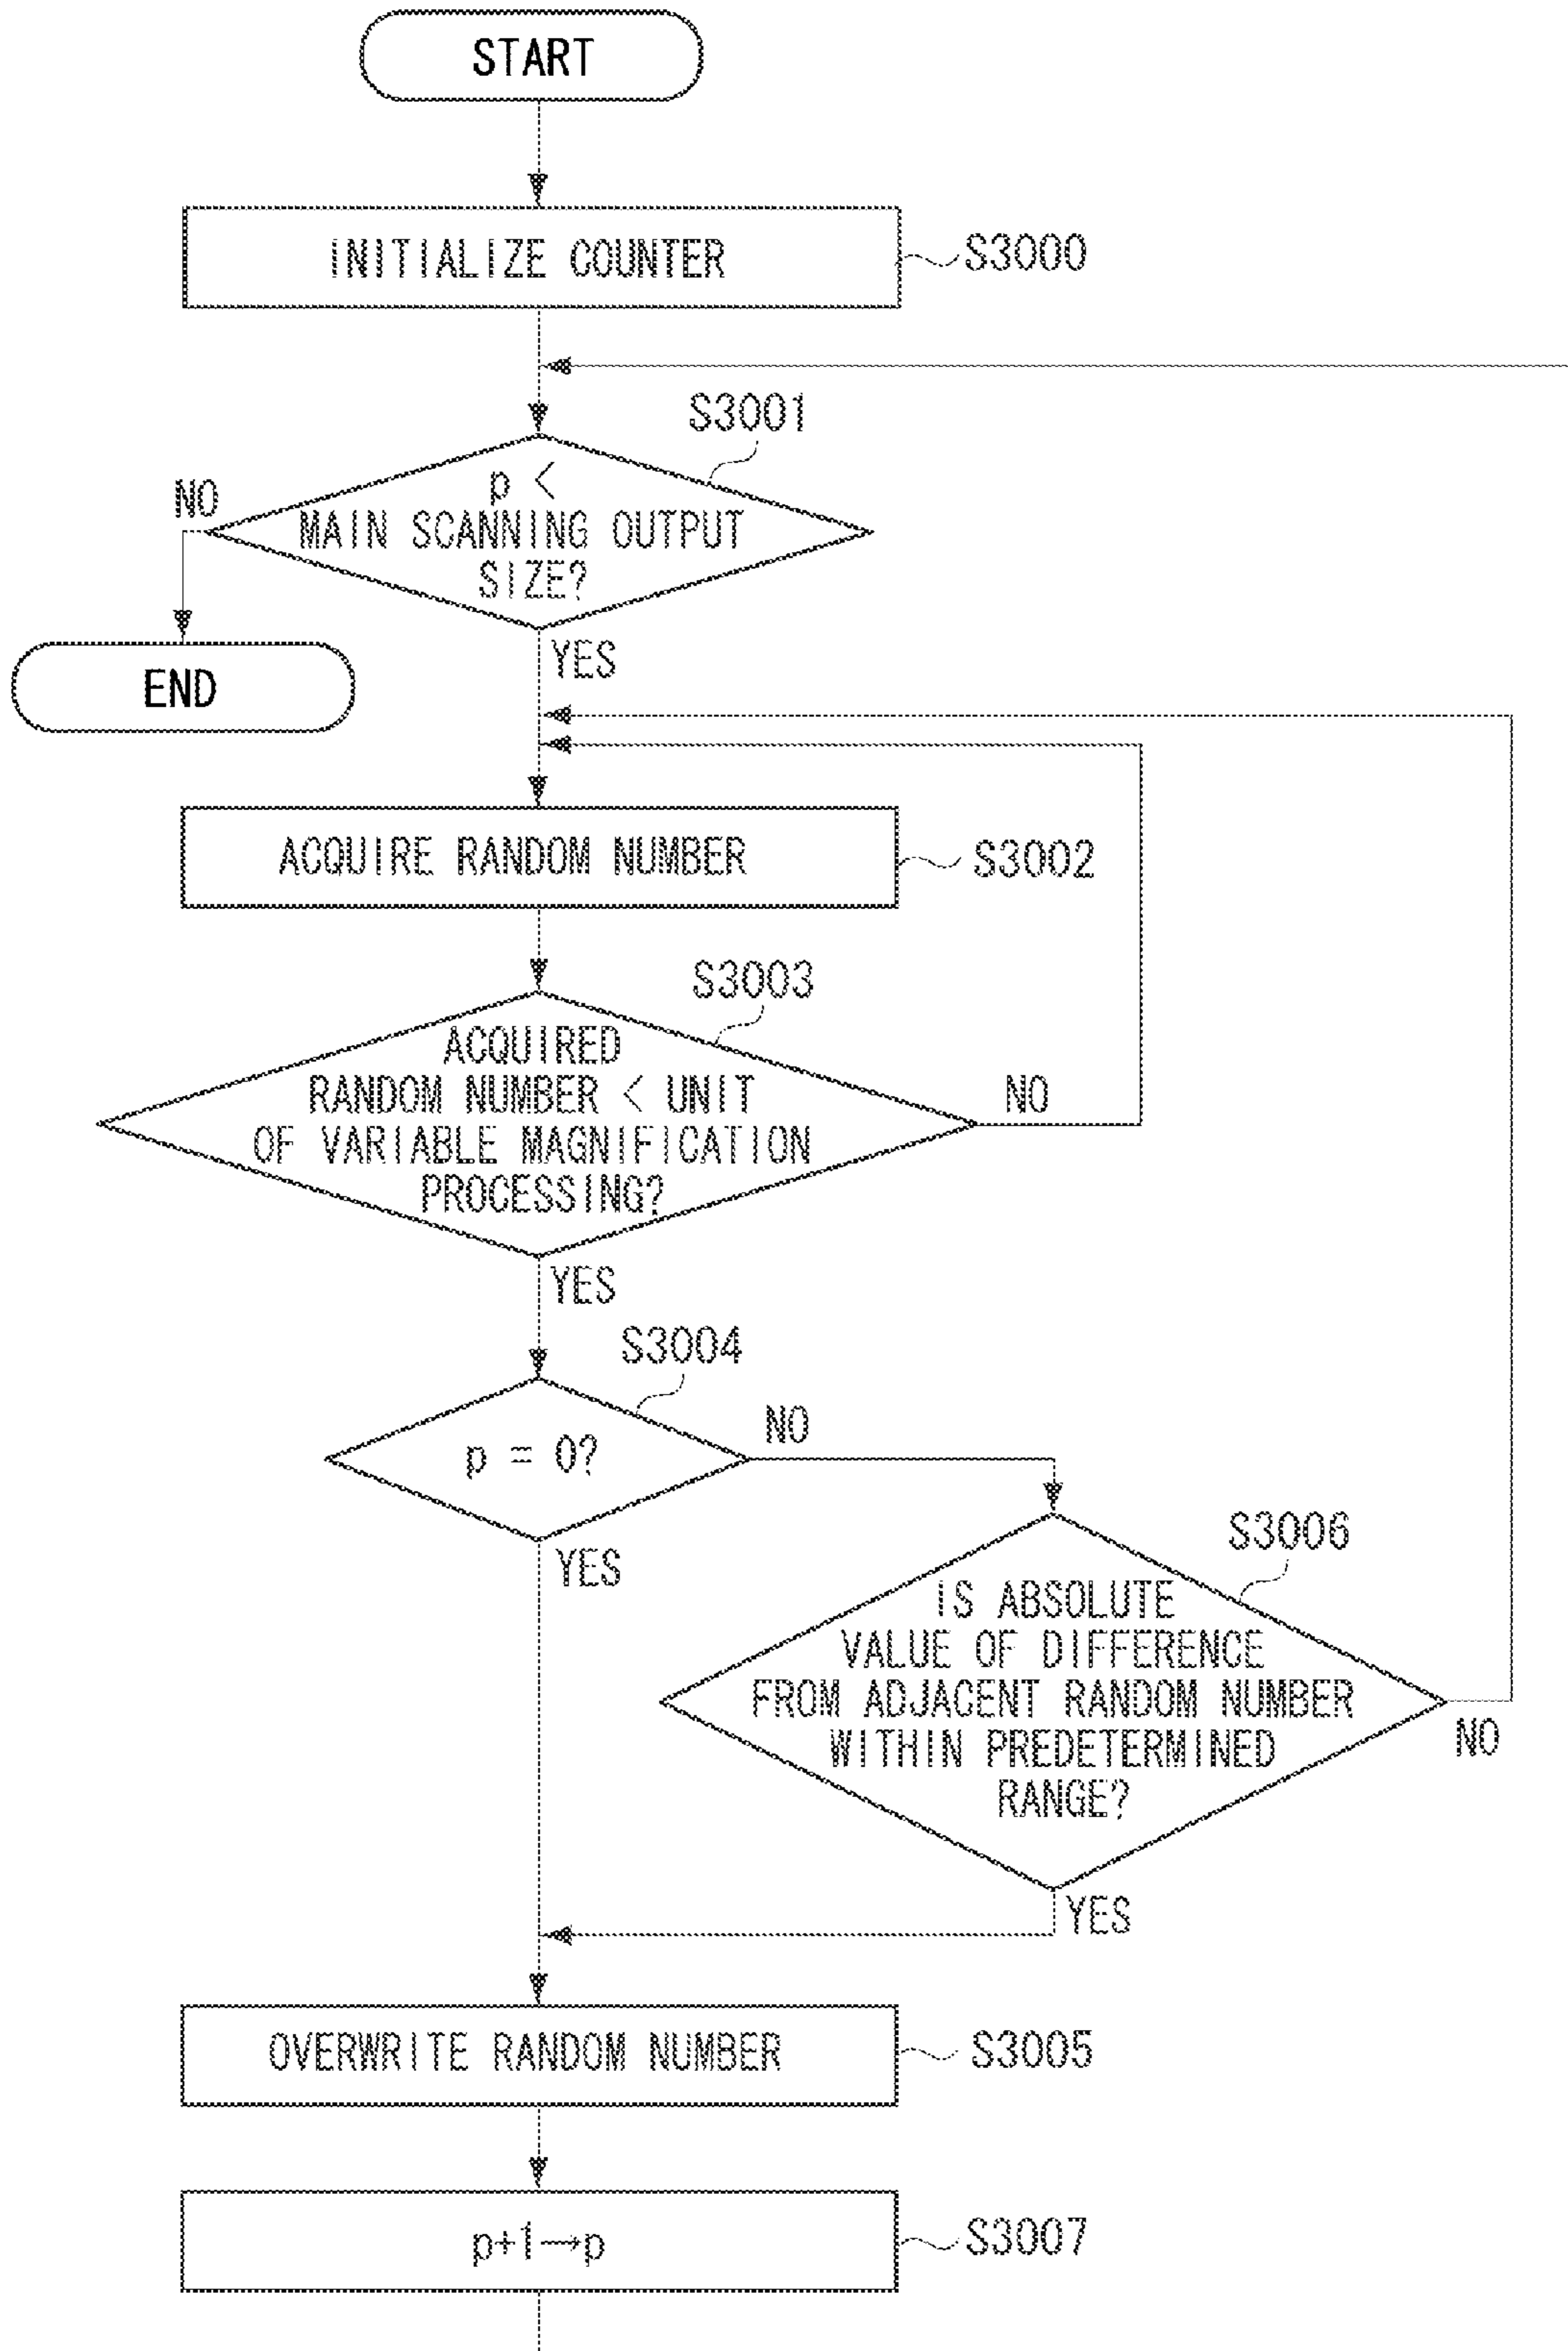 START
INITIALIZE COUNTER
S3000
S3001
p <
MAIN SCANNING OUTPUT
SIZE?
NO
END
YES
ACQUIRE RANDOM NUMBER
S3002
S3003
ACQUIRED
RANDOM NUMBER < UNIT
OF VARIABLE MAGNIFICATION
PROCESSING?
NO
YES
S3004
p = 0?
NO
YES
S3006
IS ABSOLUTE
VALUE OF DIFFERENCE
FROM ADJACENT RANDOM NUMBER
WITHIN PREDETERMINED
RANGE?
NO
YES
OVERWRITE RANDOM NUMBER
S3005
p+1→p
S3007